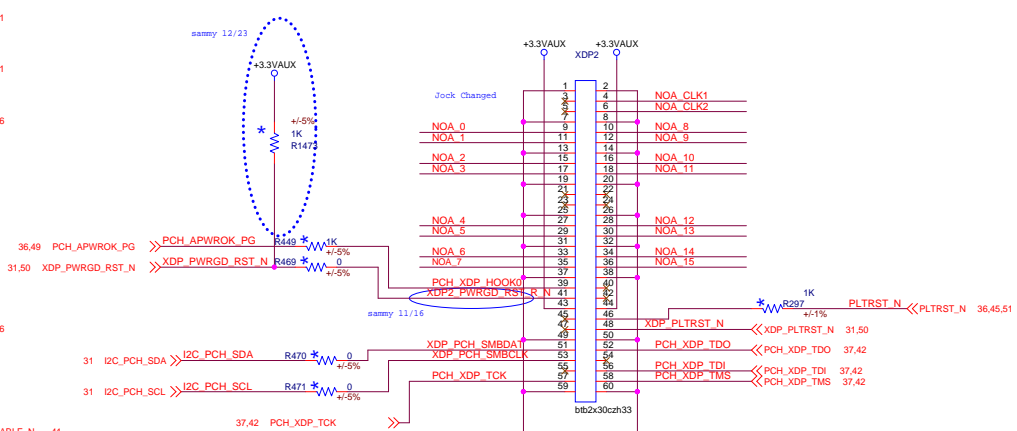 1
sammy 12/23
+3.3VAUX
+3.3VAUX
XDP2
+3.3VAUX
1
1
2
Jock Changed
3
4
NOA_CLK1
5
6
NOA_CLK2
6
+/-5%
7
8
*
1K
NOA_0
9
10
NOA_8
R1473
NOA_1
11
12
NOA_9
13
14
NOA_2
15
16
NOA_10
NOA_3
17
18
NOA_11
19
20
21
22
23
24
25
26
NOA_4
27
28
NOA_12
NOA_5
29
30
NOA_13
36,49
PCH_APWROK_PG
PCH_APWROK_PG
R449
*
1K
+/-5%
31
32
NOA_6
33
34
NOA_14
31,50
XDP_PWRGD_RST_N
XDP_PWRGD_RST_N
R469
*
0
+/-5%
NOA_7
35
36
NOA_15
37
38
PCH_XDP_HOOK0
39
40
XDP2_PWRGD_RST_R_N
41
42
1K
sammy 11/16
43
44
*
R297
+/-1%
PLTRST_N
PLTRST_N
36,45,51
45
46
6
47
48
XDP_PLTRST_N
XDP_PLTRST_N
31,50
49
50
XDP_PCH_SMBDAT
51
52
PCH_XDP_TDO
PCH_XDP_TDO
37,42
31
I2C_PCH_SDA
I2C_PCH_SDA
R470
*
0
+/-5%
XDP_PCH_SMBCLK
53
54
55
56
PCH_XDP_TDI
PCH_XDP_TDI
37,42
PCH_XDP_TCK
57
58
PCH_XDP_TMS
PCH_XDP_TMS
37,42
31
I2C_PCH_SCL
I2C_PCH_SCL
R471
*
0
+/-5%
59
60
btb2x30czh33
37,42
PCH_XDP_TCK